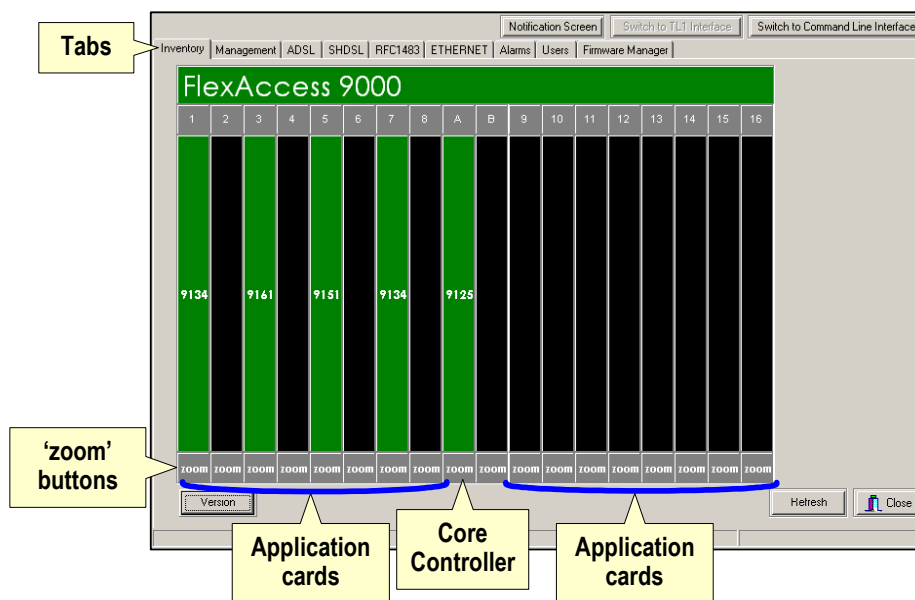 Notification Screen Switch to TL1 Interface Switch to Command Line Interface
Tabs
Inventory Management ADSL SHDSL RFC1483 ETHERNET Alarms Users Firmware Manager
FlexAccess 9000
1 2 3 4 5 6 7 8 A B 9 10 11 12 13 14 15 16
9134 9161 9151 9134 9125
‘zoom’
buttons
zoom zoom zoom zoom zoom zoom zoom zoom zoom zoom zoom zoom zoom zoom zoom zoom zoom zoom
Version Refresh Close
Application
cards
Core
Controller
Application
cards